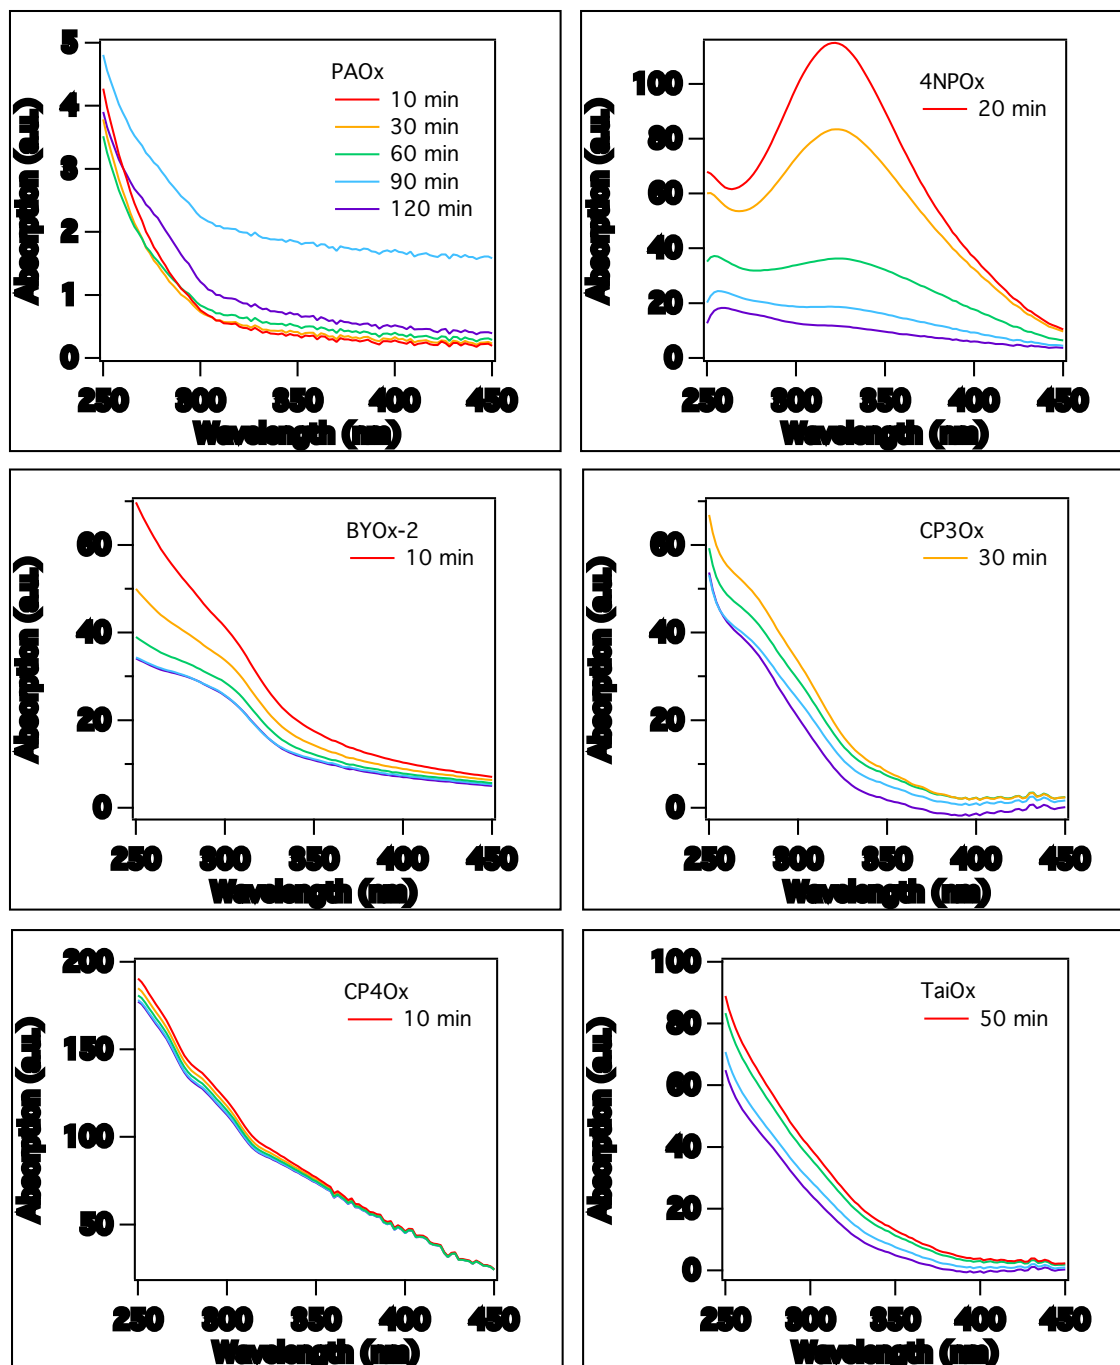 PAOx
10 min
30 min
60 min
90 min
120 min
5
4
3
2
1
0
Absorption (a.u.)
250 300 350 400 450
Wavelength (nm)
4NPOx
20 min
100
80
60
40
20
0
Absorption (a.u.)
250 300 350 400 450
Wavelength (nm)
BYOx-2
10 min
60
40
20
0
Absorption (a.u.)
250 300 350 400 450
Wavelength (nm)
CP3Ox
30 min
60
40
20
0
Absorption (a.u.)
250 300 350 400 450
Wavelength (nm)
CP4Ox
10 min
200
150
100
50
Absorption (a.u.)
250 300 350 400 450
Wavelength (nm)
TaiOx
50 min
100
80
60
40
20
0
Absorption (a.u.)
250 300 350 400 450
Wavelength (nm)